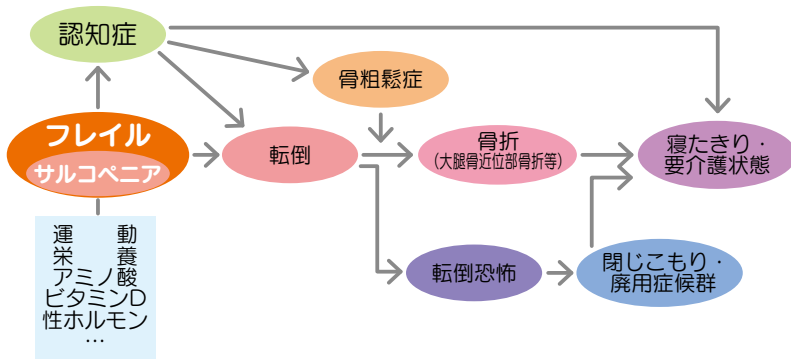 認知症
骨粗鬆症
フレイル
サルコペニア
転倒
骨折
(大腿骨近位部骨折等)
寝たきり・
要介護状態
運　動
栄　養
アミノ酸
ビタミンD
性ホルモン
…
転倒恐怖
閉じこもり・
廃用症候群